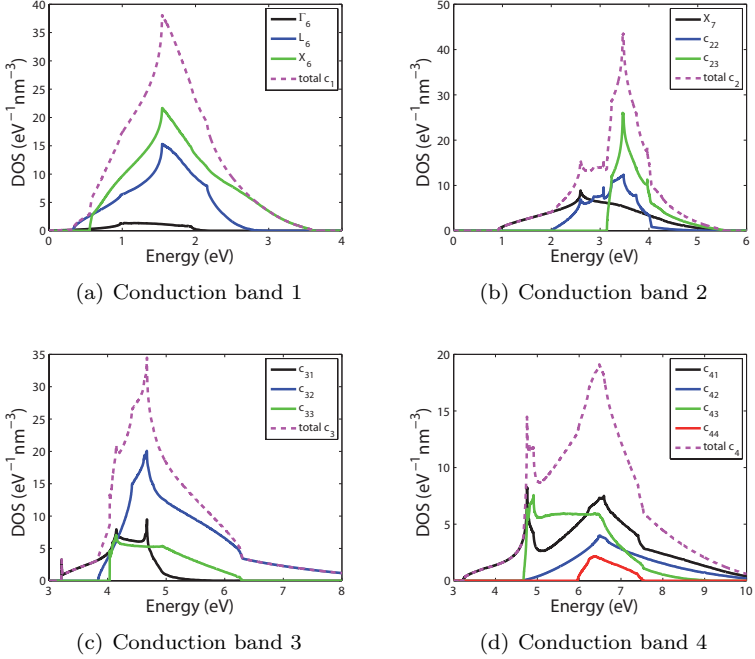 40
35
30
25
20
15
10
5
0
DOS (eV⁻¹nm⁻³)
Γ₆
L₆
X₆
total c₁
0 1 2 3 4
Energy (eV)
(a) Conduction band 1
50
40
30
20
10
0
DOS (eV⁻¹nm⁻³)
X₇
c₂₂
c₂₃
total c₂
0 1 2 3 4 5 6
Energy (eV)
(b) Conduction band 2
35
30
25
20
15
10
5
0
DOS (eV⁻¹nm⁻³)
c₃₁
c₃₂
c₃₃
total c₃
3 4 5 6 7 8
Energy (eV)
(c) Conduction band 3
20
15
10
5
0
DOS (eV⁻¹nm⁻³)
c₄₁
c₄₂
c₄₃
c₄₄
total c₄
3 4 5 6 7 8 9 10
Energy (eV)
(d) Conduction band 4